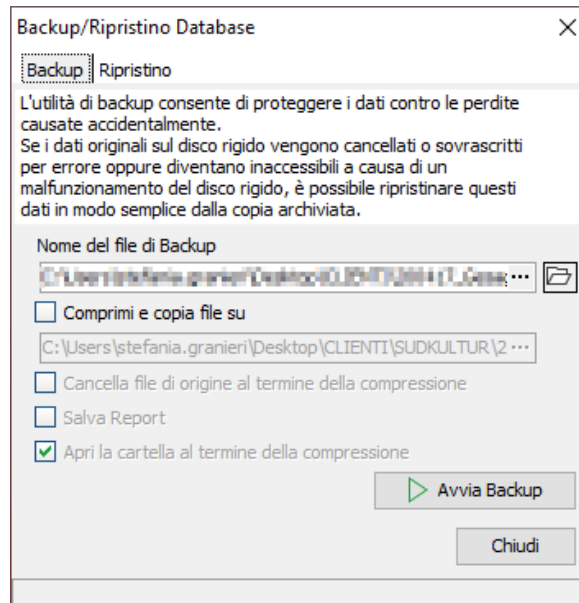 Backup/Ripristino Database
Backup Ripristino
L'utilità di backup consente di proteggere i dati contro le perdite
causate accidentalmente.
Se i dati originali sul disco rigido vengono cancellati o sovrascritti
per errore oppure diventano inaccessibili a causa di un
malfunzionamento del disco rigido, è possibile ripristinare questi
dati in modo semplice dalla copia archiviata.
Nome del file di Backup
Comprimi e copia file su
C:\Users\stefania.granieri\Desktop\CLIENTI\SUDKULTUR\2
Cancella file di origine al termine della compressione
Salva Report
Apri la cartella al termine della compressione
Avvia Backup
Chiudi